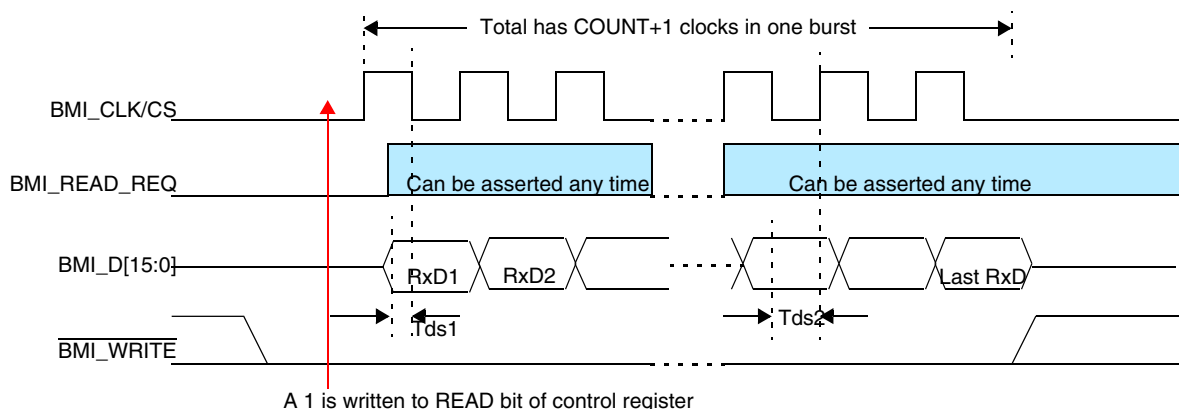 Total has COUNT+1 clocks in one burst
BMI_CLK/CS
BMI_READ_REQ
Can be asserted any time
Can be asserted any time
BMI_D[15:0]
RxD1
RxD2
Last RxD
Tds1
Tds2
BMI_WRITE
A 1 is written to READ bit of control register